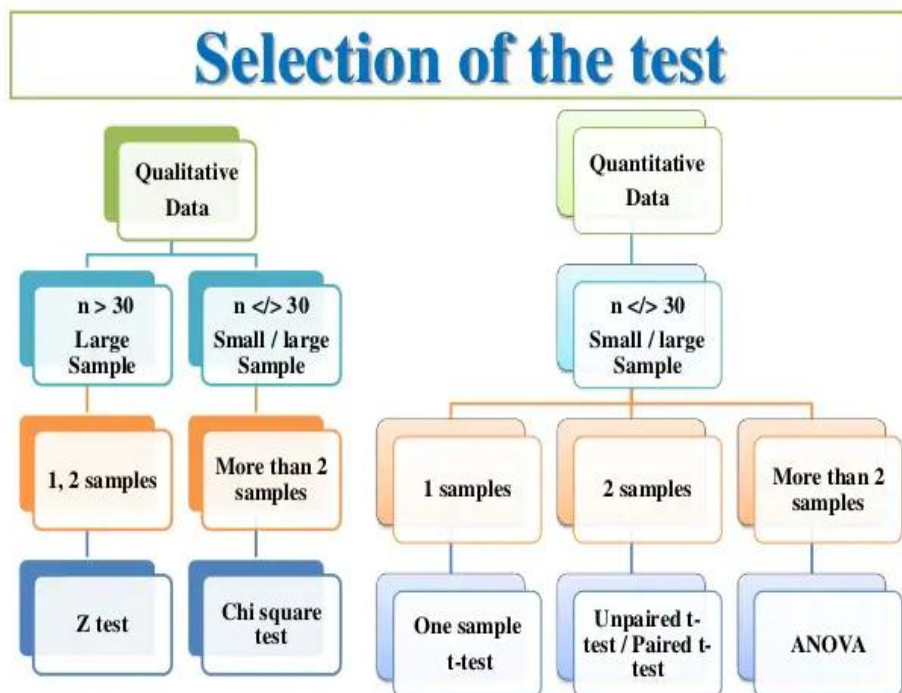 Selection of the test
Qualitative
Data
Quantitative
Data
n > 30
Large
Sample
n </> 30
Small / large
Sample
n </> 30
Small / large
Sample
1, 2 samples
More than 2
samples
1 samples
2 samples
More than 2
samples
Z test
Chi square
test
One sample
t-test
Unpaired t-
test / Paired t-
test
ANOVA